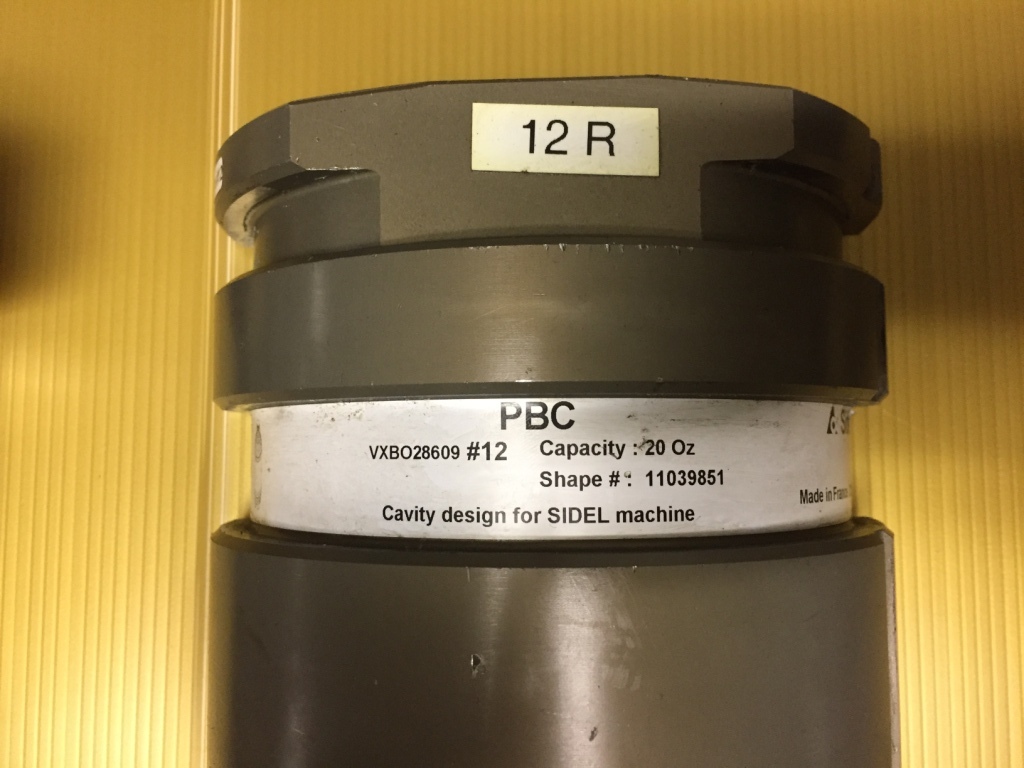 12 R
PBC
VXBO28609 #12
Capacity : 20 Oz
Shape # : 11039851
Made in
Cavity design for SIDEL machine